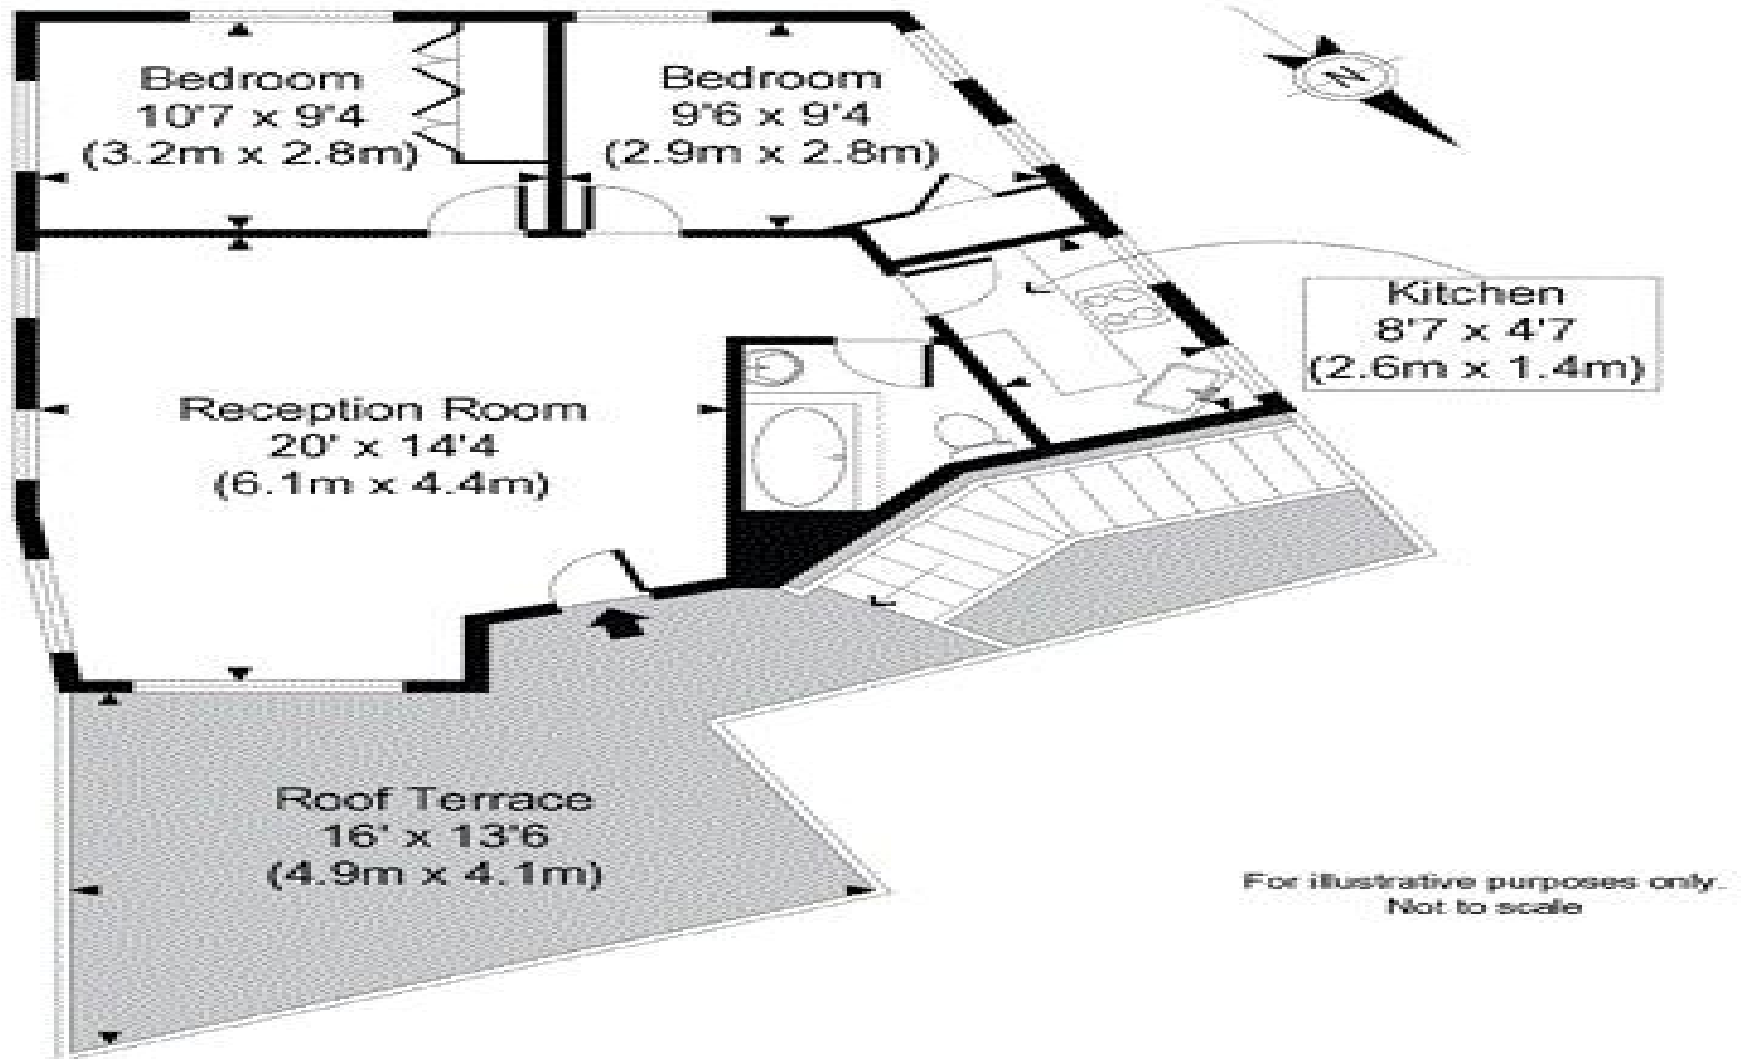 Bedroom
10'7 x 9'4
(3.2m x 2.8m)
Bedroom
9'6 x 9'4
(2.9m x 2.8m)
N
Kitchen
8'7 x 4'7
(2.6m x 1.4m)
Reception Room
20' x 14'4
(6.1m x 4.4m)
Roof Terrace
16' x 13'6
(4.9m x 4.1m)
For illustrative purposes only.
Not to scale